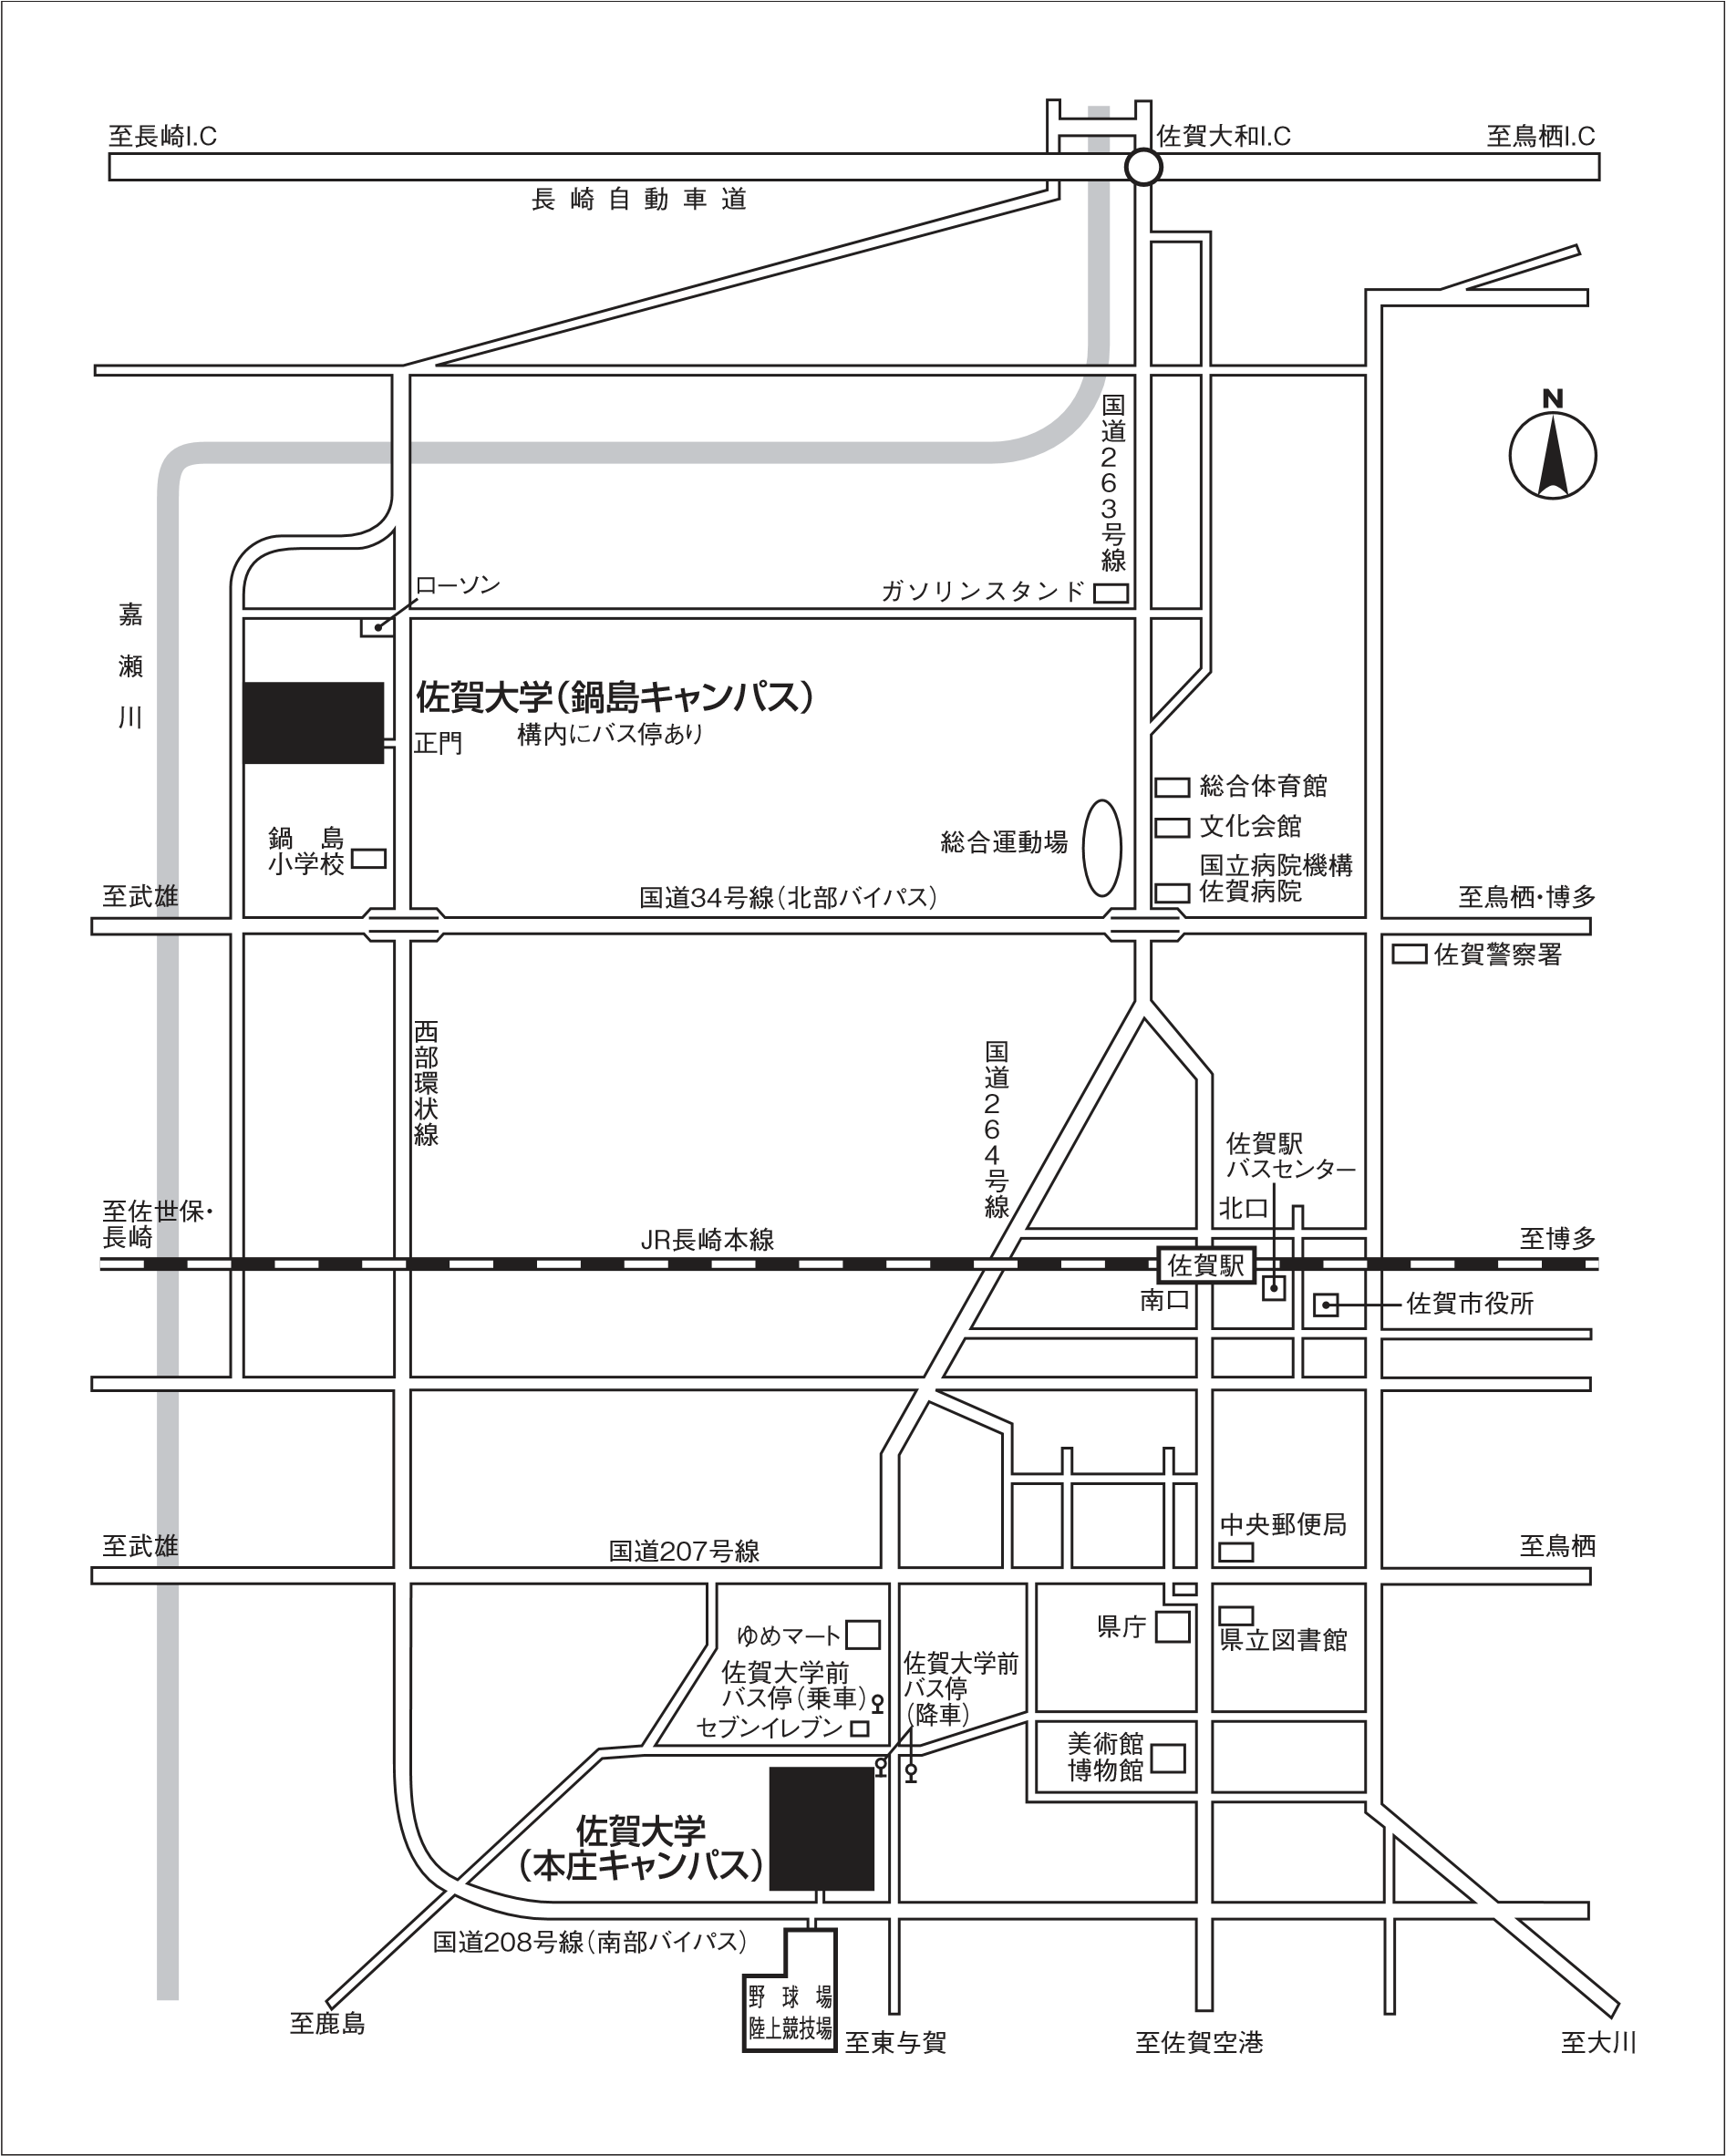 至長崎I.C
佐賀大和I.C
至鳥栖I.C
長崎自動車道
N
国道263号線
ローソン
ガソリンスタンド
嘉瀬川
佐賀大学(鍋島キャンパス)
正門
構内にバス停あり
総合体育館
文化会館
総合運動場
国立病院機構
佐賀病院
鍋島
小学校
至武雄
国道34号線(北部バイパス)
至鳥栖・博多
佐賀警察署
西部環状線
国道264号線
佐賀駅
バスセンター
北口
至佐世保・
長崎
JR長崎本線
至博多
佐賀駅
南口
佐賀市役所
至武雄
国道207号線
中央郵便局
至鳥栖
ゆめマート
県庁
県立図書館
佐賀大学前
バス停(乗車)
佐賀大学前
バス停
(降車)
セブンイレブン
美術館
博物館
佐賀大学
(本庄キャンパス)
国道208号線(南部バイパス)
野球場
陸上競技場
至鹿島
至東与賀
至佐賀空港
至大川